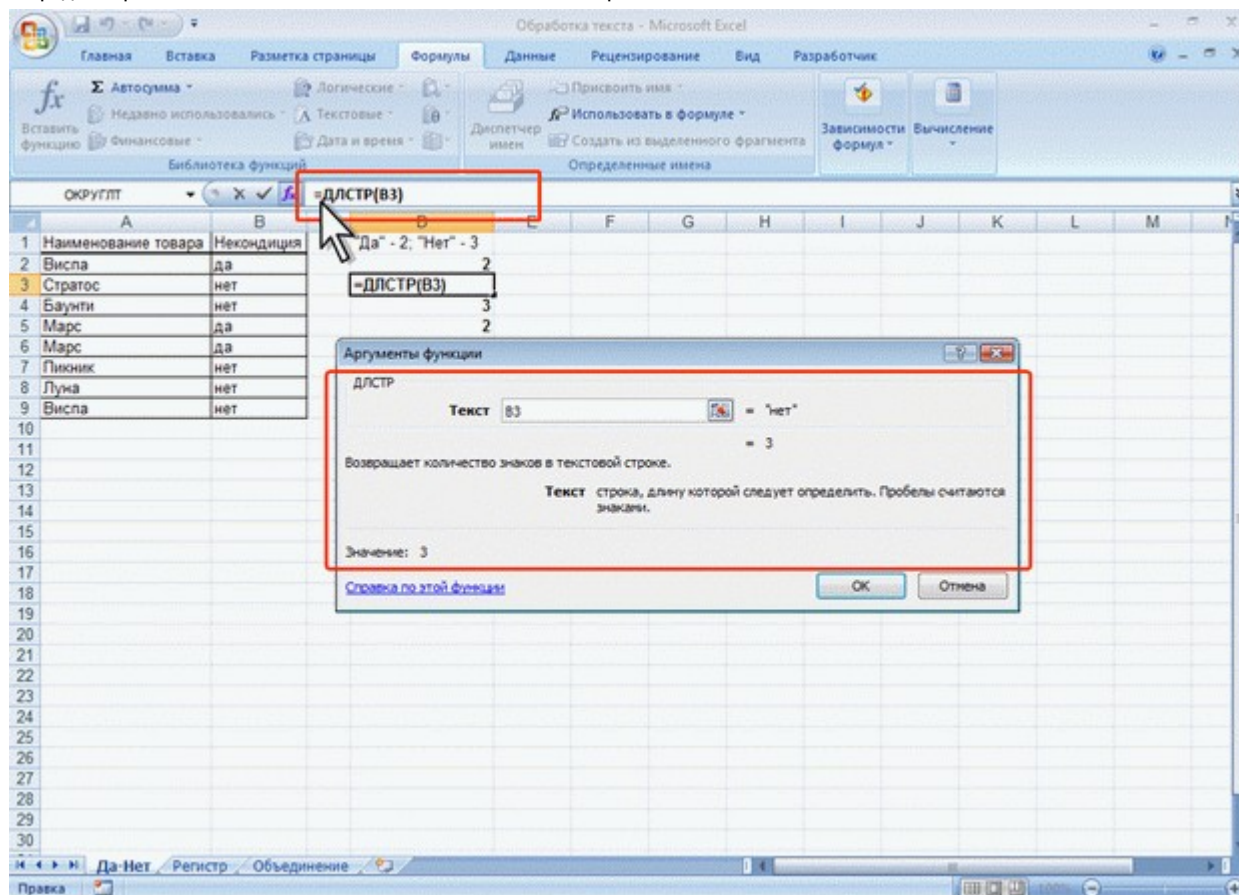 Обработка текста - Microsoft Excel
Главная Вставка Разметка страницы Формулы Данные Рецензирование Вид Разработчик
fx Σ Автосумма Логические Присвоить имя
Недавно использовались Текстовые Использовать в формуле
Вставить функцию Финансовые Дата и время Диспетчер имен Создать из выделенного фрагмента Зависимости формул Вычисление
Библиотека функций Определенные имена
ОКРУГЛТ fx =ДЛСТР(B3)
A B D E F G H I J K L M N
1 Наименование товара Некондиция "Да" - 2; "Нет" - 3
2 Виспа да 2
3 Стратос нет =ДЛСТР(B3)
4 Баунти нет 3
5 Марс да 2
6 Марс да
7 Пикник нет
8 Луна нет
9 Виспа нет
10
11
12
13
14
15
16
17
18
19
20
21
22
23
24
25
26
27
28
29
30
Аргументы функции
ДЛСТР
Текст B3 = "нет"
= 3
Возвращает количество знаков в текстовой строке.
Текст строка, длину которой следует определить. Пробелы считаются
знаками.
Значение: 3
Справка по этой функции ОК Отмена
Да-Нет Регистр Объединение
Правка 100%